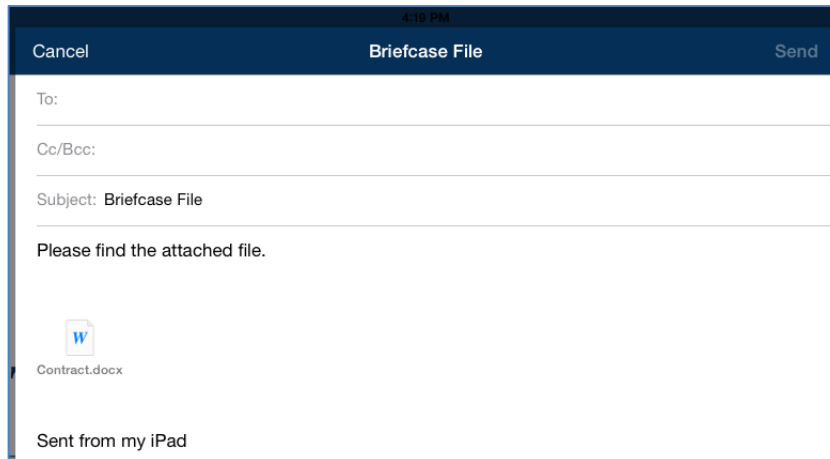 4:19 PM
Cancel Briefcase File Send
To:
Cc/Bcc:
Subject: Briefcase File
Please find the attached file.
W
Contract.docx
Sent from my iPad